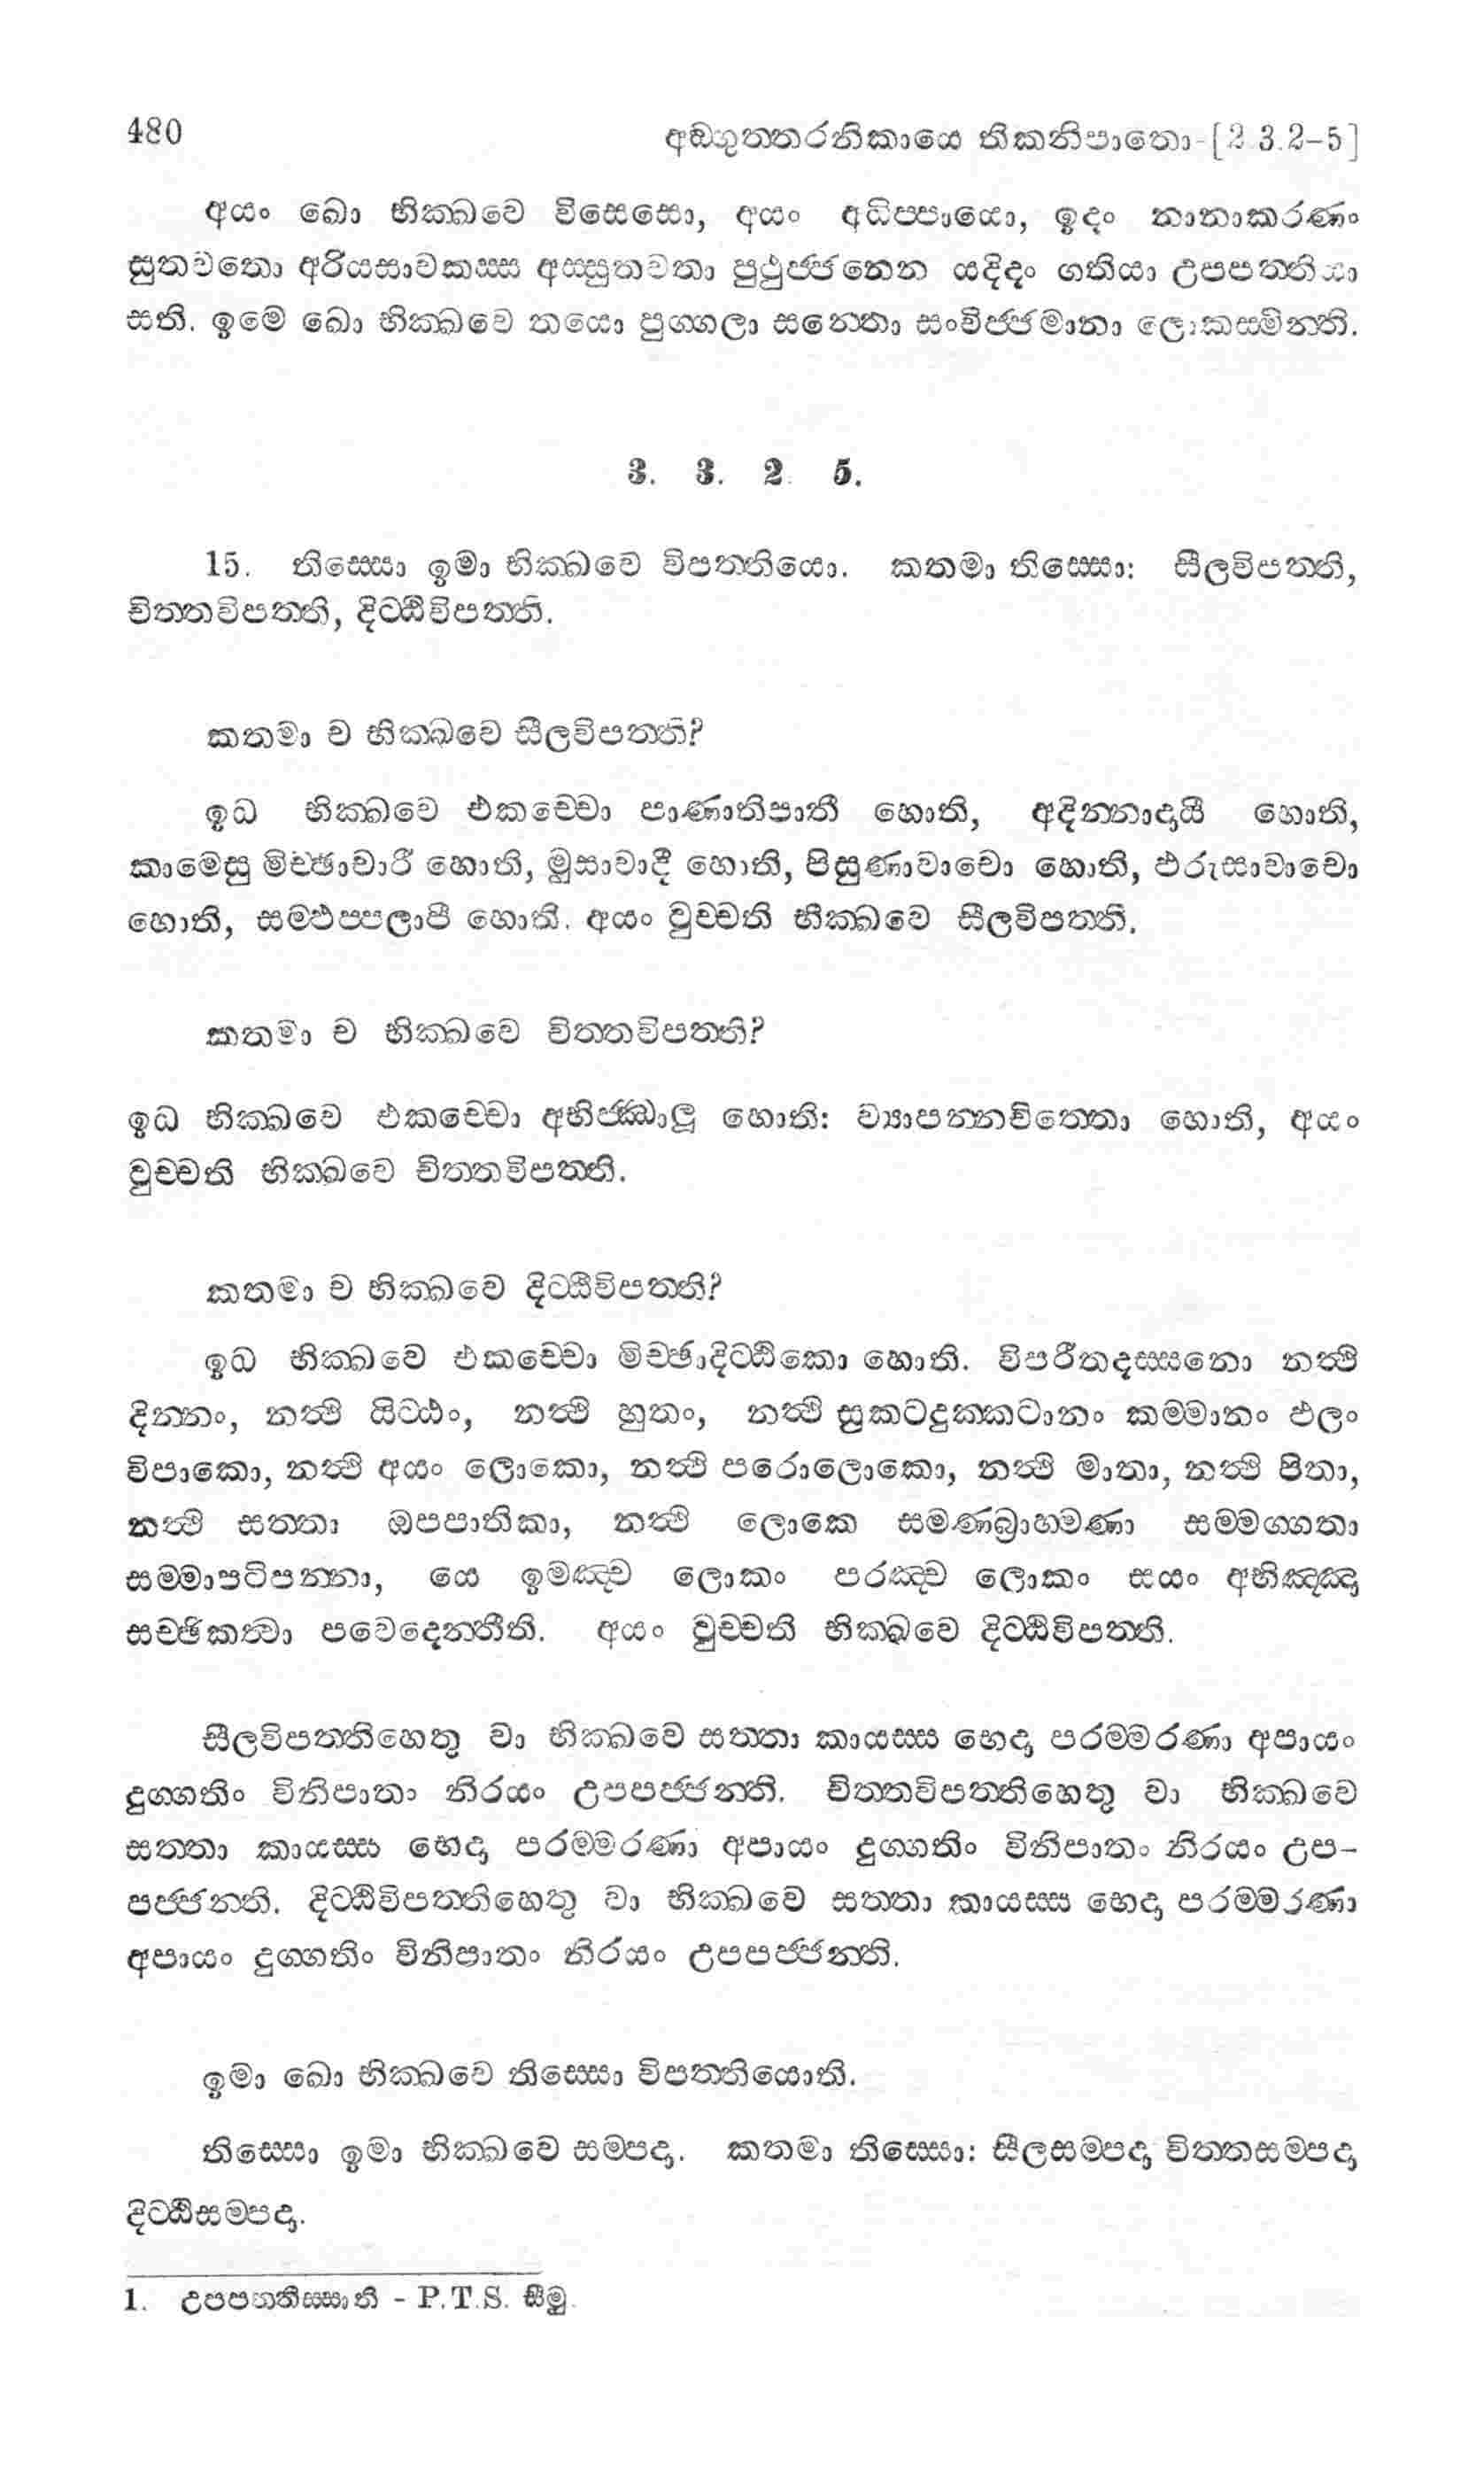 480
අඞ්ගුත්තරනිකායෙ තිකනිපාතො-[2.3.2-5]
අයං ඛො භික්ඛවෙ විසෙසො, අයං අධිප්පායො, ඉදං නානාකරණං
සුතවතො අරියසාවකස්ස අස්සුතවතා පුථුජ්ජනෙන යදිදං ගතියා උපපත්තියා
සති. ඉමෙ ඛො භික්ඛවෙ තයො පුග්ගලා සන්තො සංවිජ්ජමානා ලොකස්මින්ති.
3. 3. 2. 5.
15. තිස්සො ඉමා භික්ඛවෙ විපත්තියො. කතමා තිස්සො: සීලවිපත්ති,
චිත්තවිපත්ති, දිට්ඨිවිපත්ති.
කතමා ච භික්ඛවෙ සීලවිපත්ති?
ඉධ භික්ඛවෙ එකච්චො පාණාතිපාතී හොති, අදින්නාදායී හොති,
කාමෙසු මිච්ඡාචාරී හොති, මුසාවාදී හොති, පිසුණාවාචො හොති, ඵරුසාවාචො
හොති, සම්ඵප්පලාපී හොති. අයං වුච්චති භික්ඛවෙ සීලවිපත්ති.
කතමා ච භික්ඛවෙ චිත්තවිපත්ති?
ඉධ භික්ඛවෙ එකච්චො අභිජ්ඣාලූ හොති: ව්‍යාපන්නචිත්තො හොති, අයං
වුච්චති භික්ඛවෙ චිත්තවිපත්ති.
කතමා ච භික්ඛවෙ දිට්ඨිවිපත්ති?
ඉධ භික්ඛවෙ එකච්චො මිච්ඡාදිට්ඨිකො හොති. විපරීතදස්සනො නත්ථි
දින්නං, නත්ථි යිට්ඨං, නත්ථි හුතං, නත්ථි සුකටදුක්කටානං කම්මානං ඵලං
විපාකො, නත්ථි අයං ලොකො, නත්ථි පරොලොකො, නත්ථි මාතා, නත්ථි පිතා,
නත්ථි සත්තා ඔපපාතිකා, නත්ථි ලොකෙ සමණබ්‍රාහ්මණා සම්මග්ගතා
සම්මාපටිපන්නා, යෙ ඉමඤ්ච ලොකං පරඤ්ච ලොකං සයං අභිඤ්ඤා
සච්ඡිකත්‍වා පවෙදෙන්තීති. අයං වුච්චති භික්ඛවෙ දිට්ඨිවිපත්ති.
සීලවිපත්තිහෙතු වා භික්ඛවෙ සත්තා කායස්ස භෙදා පරම්මරණා අපායං
දුග්ගතිං විනිපාතං නිරයං උපපජ්ජන්ති. චිත්තවිපත්තිහෙතු වා භික්ඛවෙ
සත්තා කායස්ස භෙදා පරම්මරණා අපායං දුග්ගතිං විනිපාතං නිරයං උප-
පජ්ජන්ති. දිට්ඨිවිපත්තිහෙතු වා භික්ඛවෙ සත්තා කායස්ස භෙදා පරම්මරණා
අපායං දුග්ගතිං විනිපාතං නිරයං උපපජ්ජන්ති.
ඉමා ඛො භික්ඛවෙ තිස්සො විපත්තියොති.
තිස්සො ඉමා භික්ඛවෙ සම්පදා. කතමා තිස්සො: සීලසම්පදා චිත්තසම්පදා
දිට්ඨිසම්පදා.
1. උපපත්තිස්සාති - P.T.S. සීමු.